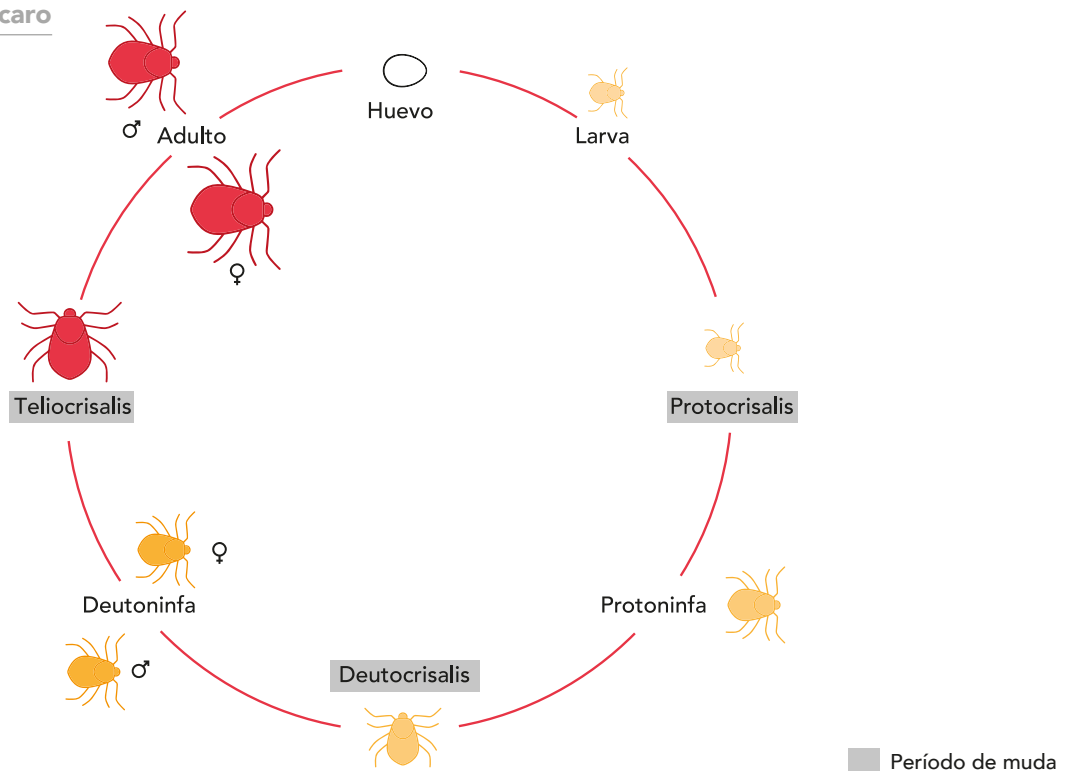 caro
Huevo
♂ Adulto
Larva
♀
Teliocrisalis
Protocrisalis
♀
Deutoninfa
Protoninfa
♂
Deutocrisalis
Período de muda